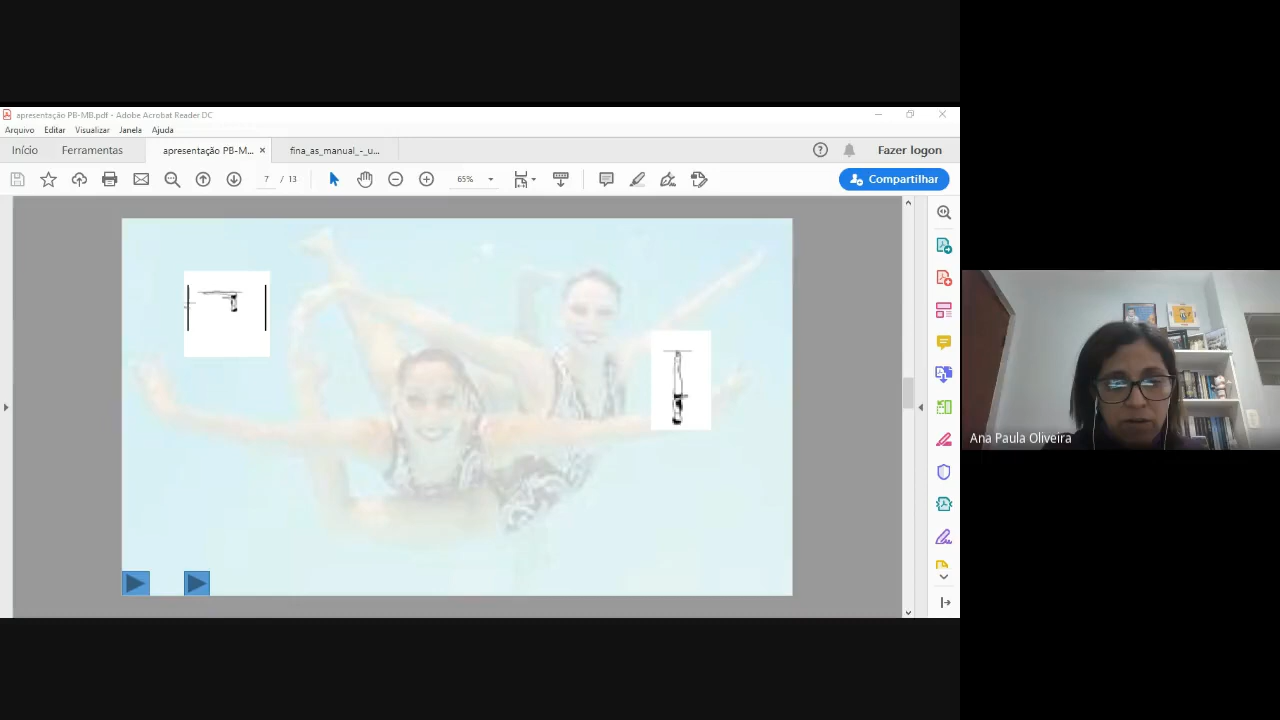 apresentação PB-MB.pdf - Adobe Acrobat Reader DC
Arquivo Editar Visualizar Janela Ajuda
Início Ferramentas apresentação PB-M... × fina_as_manual_-_u... Fazer logon
7 / 13 65% Compartilhar
Ana Paula Oliveira